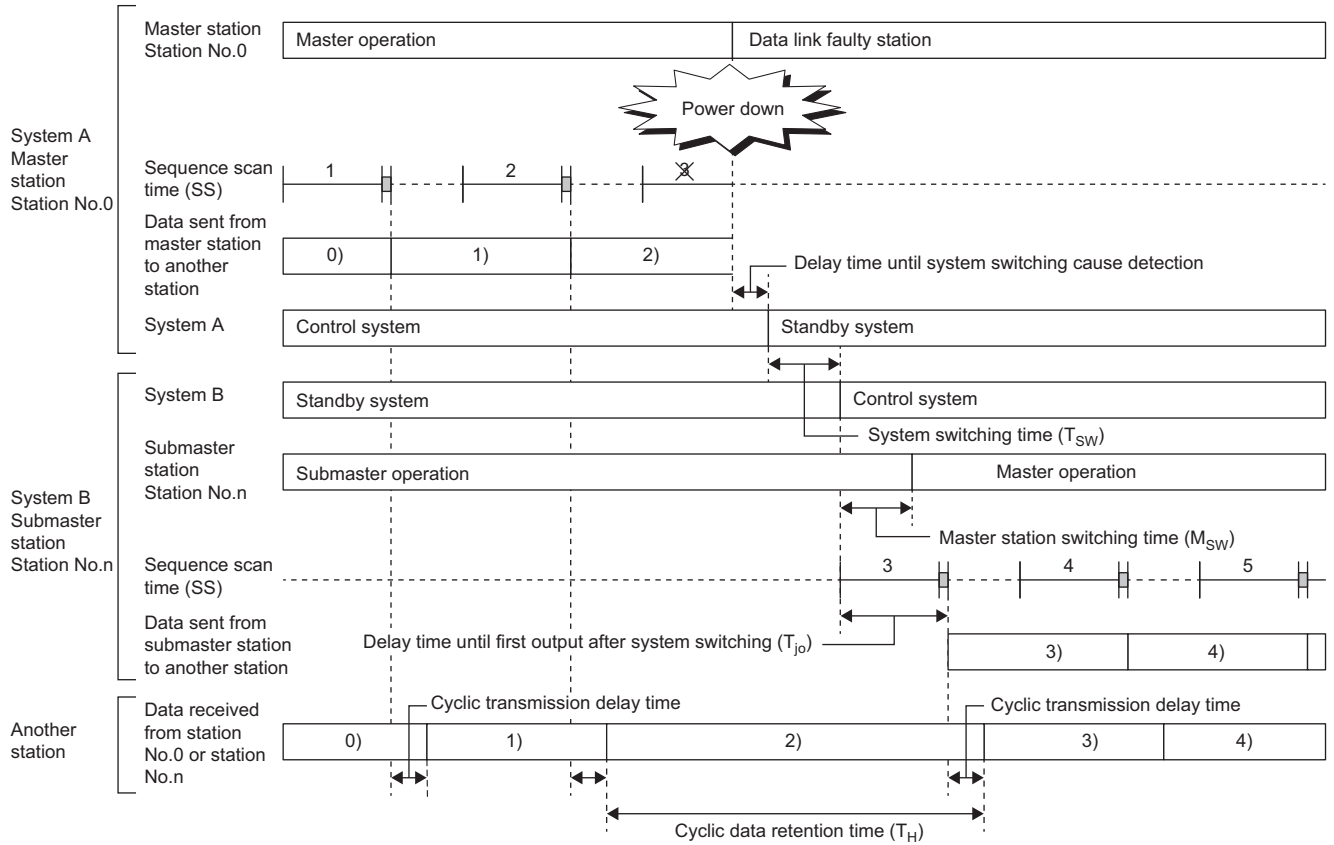 Master station
Station No.0
Master operation
Data link faulty station
Power down
System A
Master
station
Station No.0
Sequence scan
time (SS)
1
2
3
Data sent from
master station
to another
station
0)
1)
2)
Delay time until system switching cause detection
System A
Control system
Standby system
System B
Standby system
Control system
System switching time (TSW)
Submaster
station
Station No.n
Submaster operation
Master operation
System B
Submaster
station
Station No.n
Master station switching time (MSW)
Sequence scan
time (SS)
3
4
5
Data sent from
submaster station
to another station
Delay time until first output after system switching (Tjo)
3)
4)
Another
station
Data received
from station
No.0 or station
No.n
Cyclic transmission delay time
Cyclic transmission delay time
0)
1)
2)
3)
4)
Cyclic data retention time (TH)